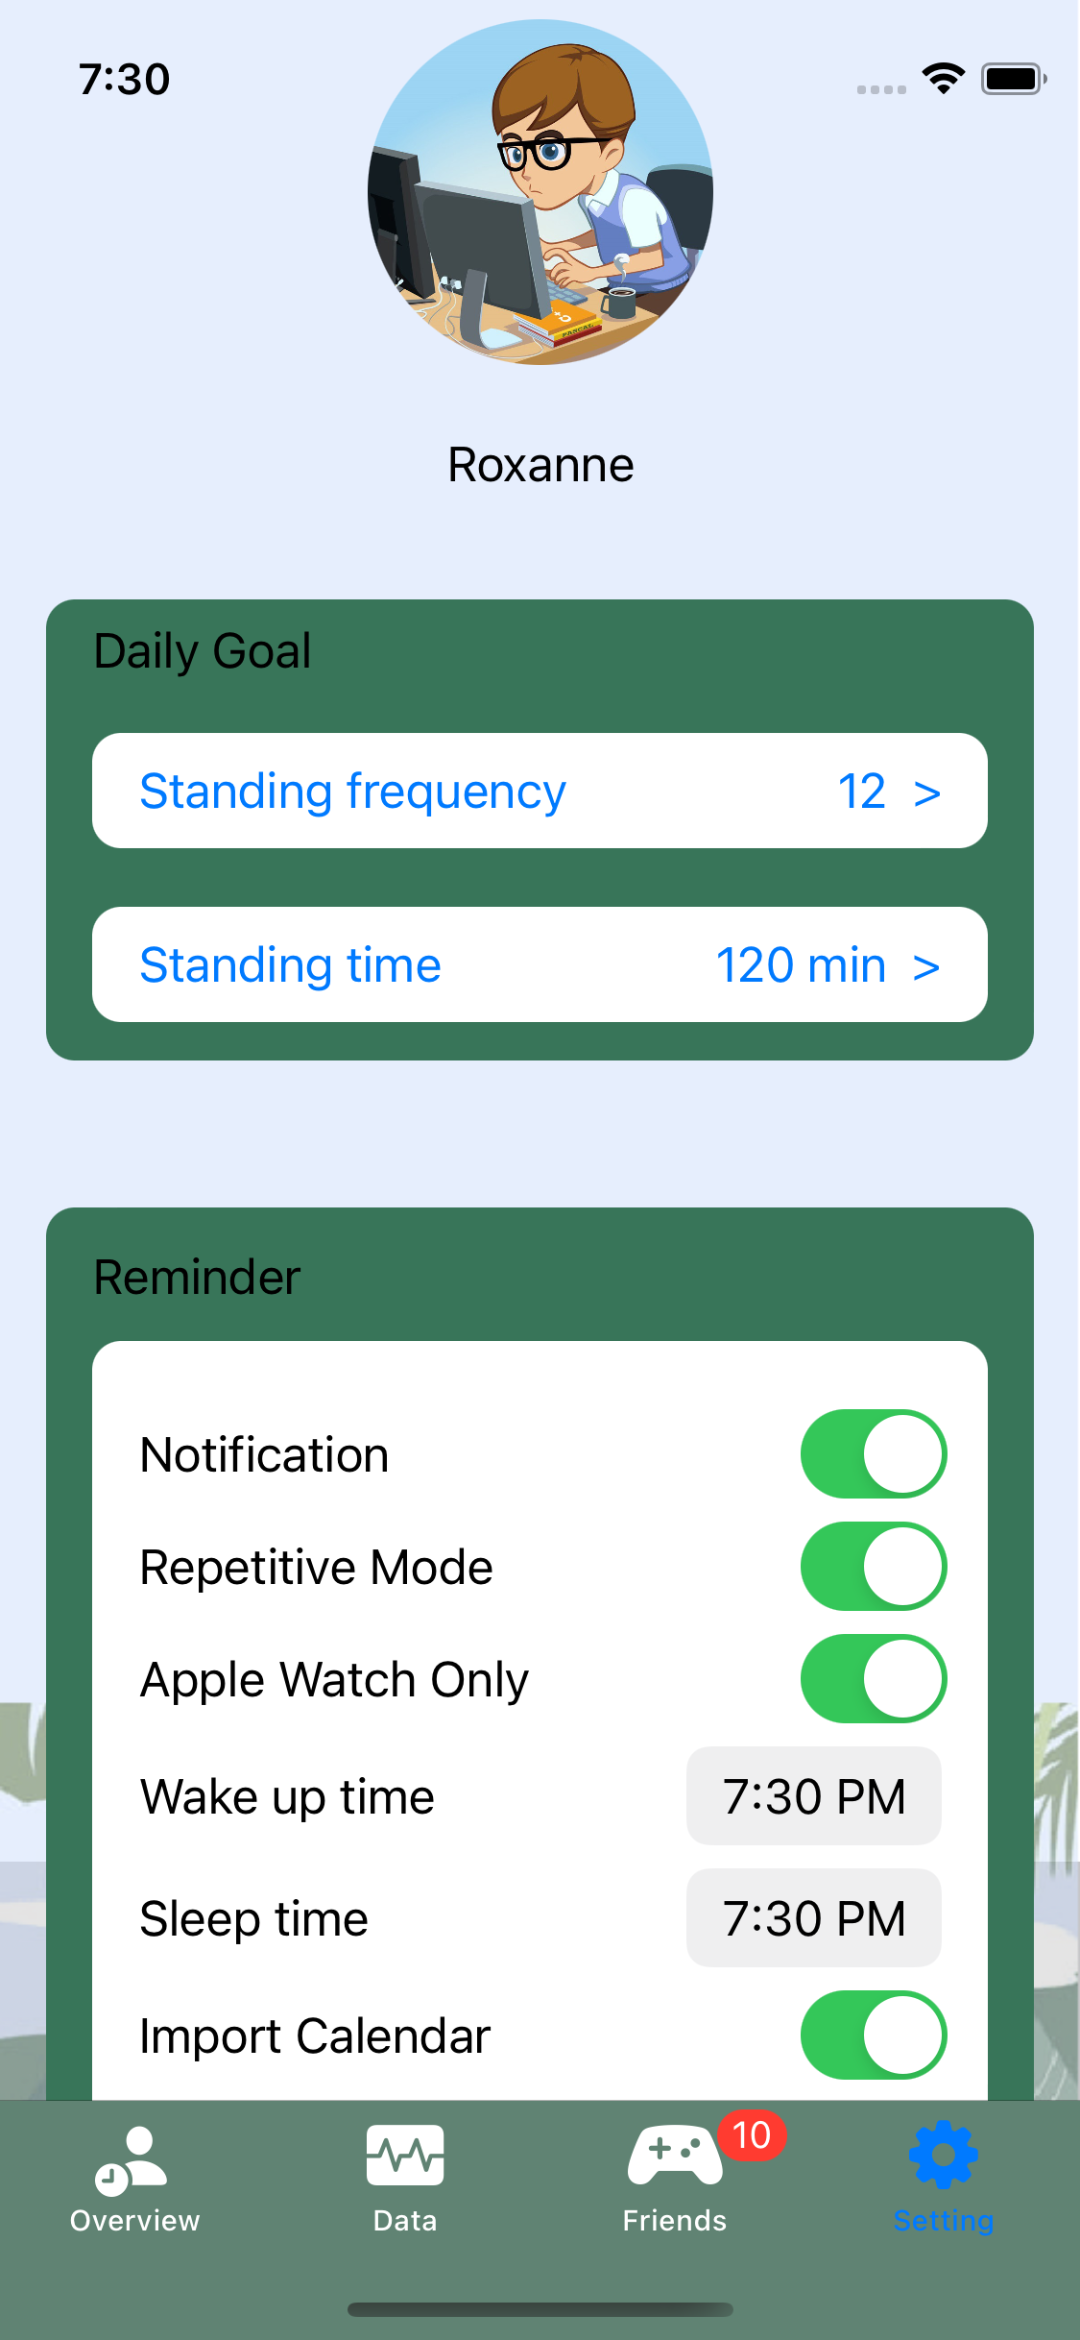 7:30
PASCAL
Roxanne
Daily Goal
Standing frequency 12 >
Standing time 120 min >
Reminder
Notification
Repetitive Mode
Apple Watch Only
Wake up time 7:30 PM
Sleep time 7:30 PM
Import Calendar
10
Overview Data Friends Setting